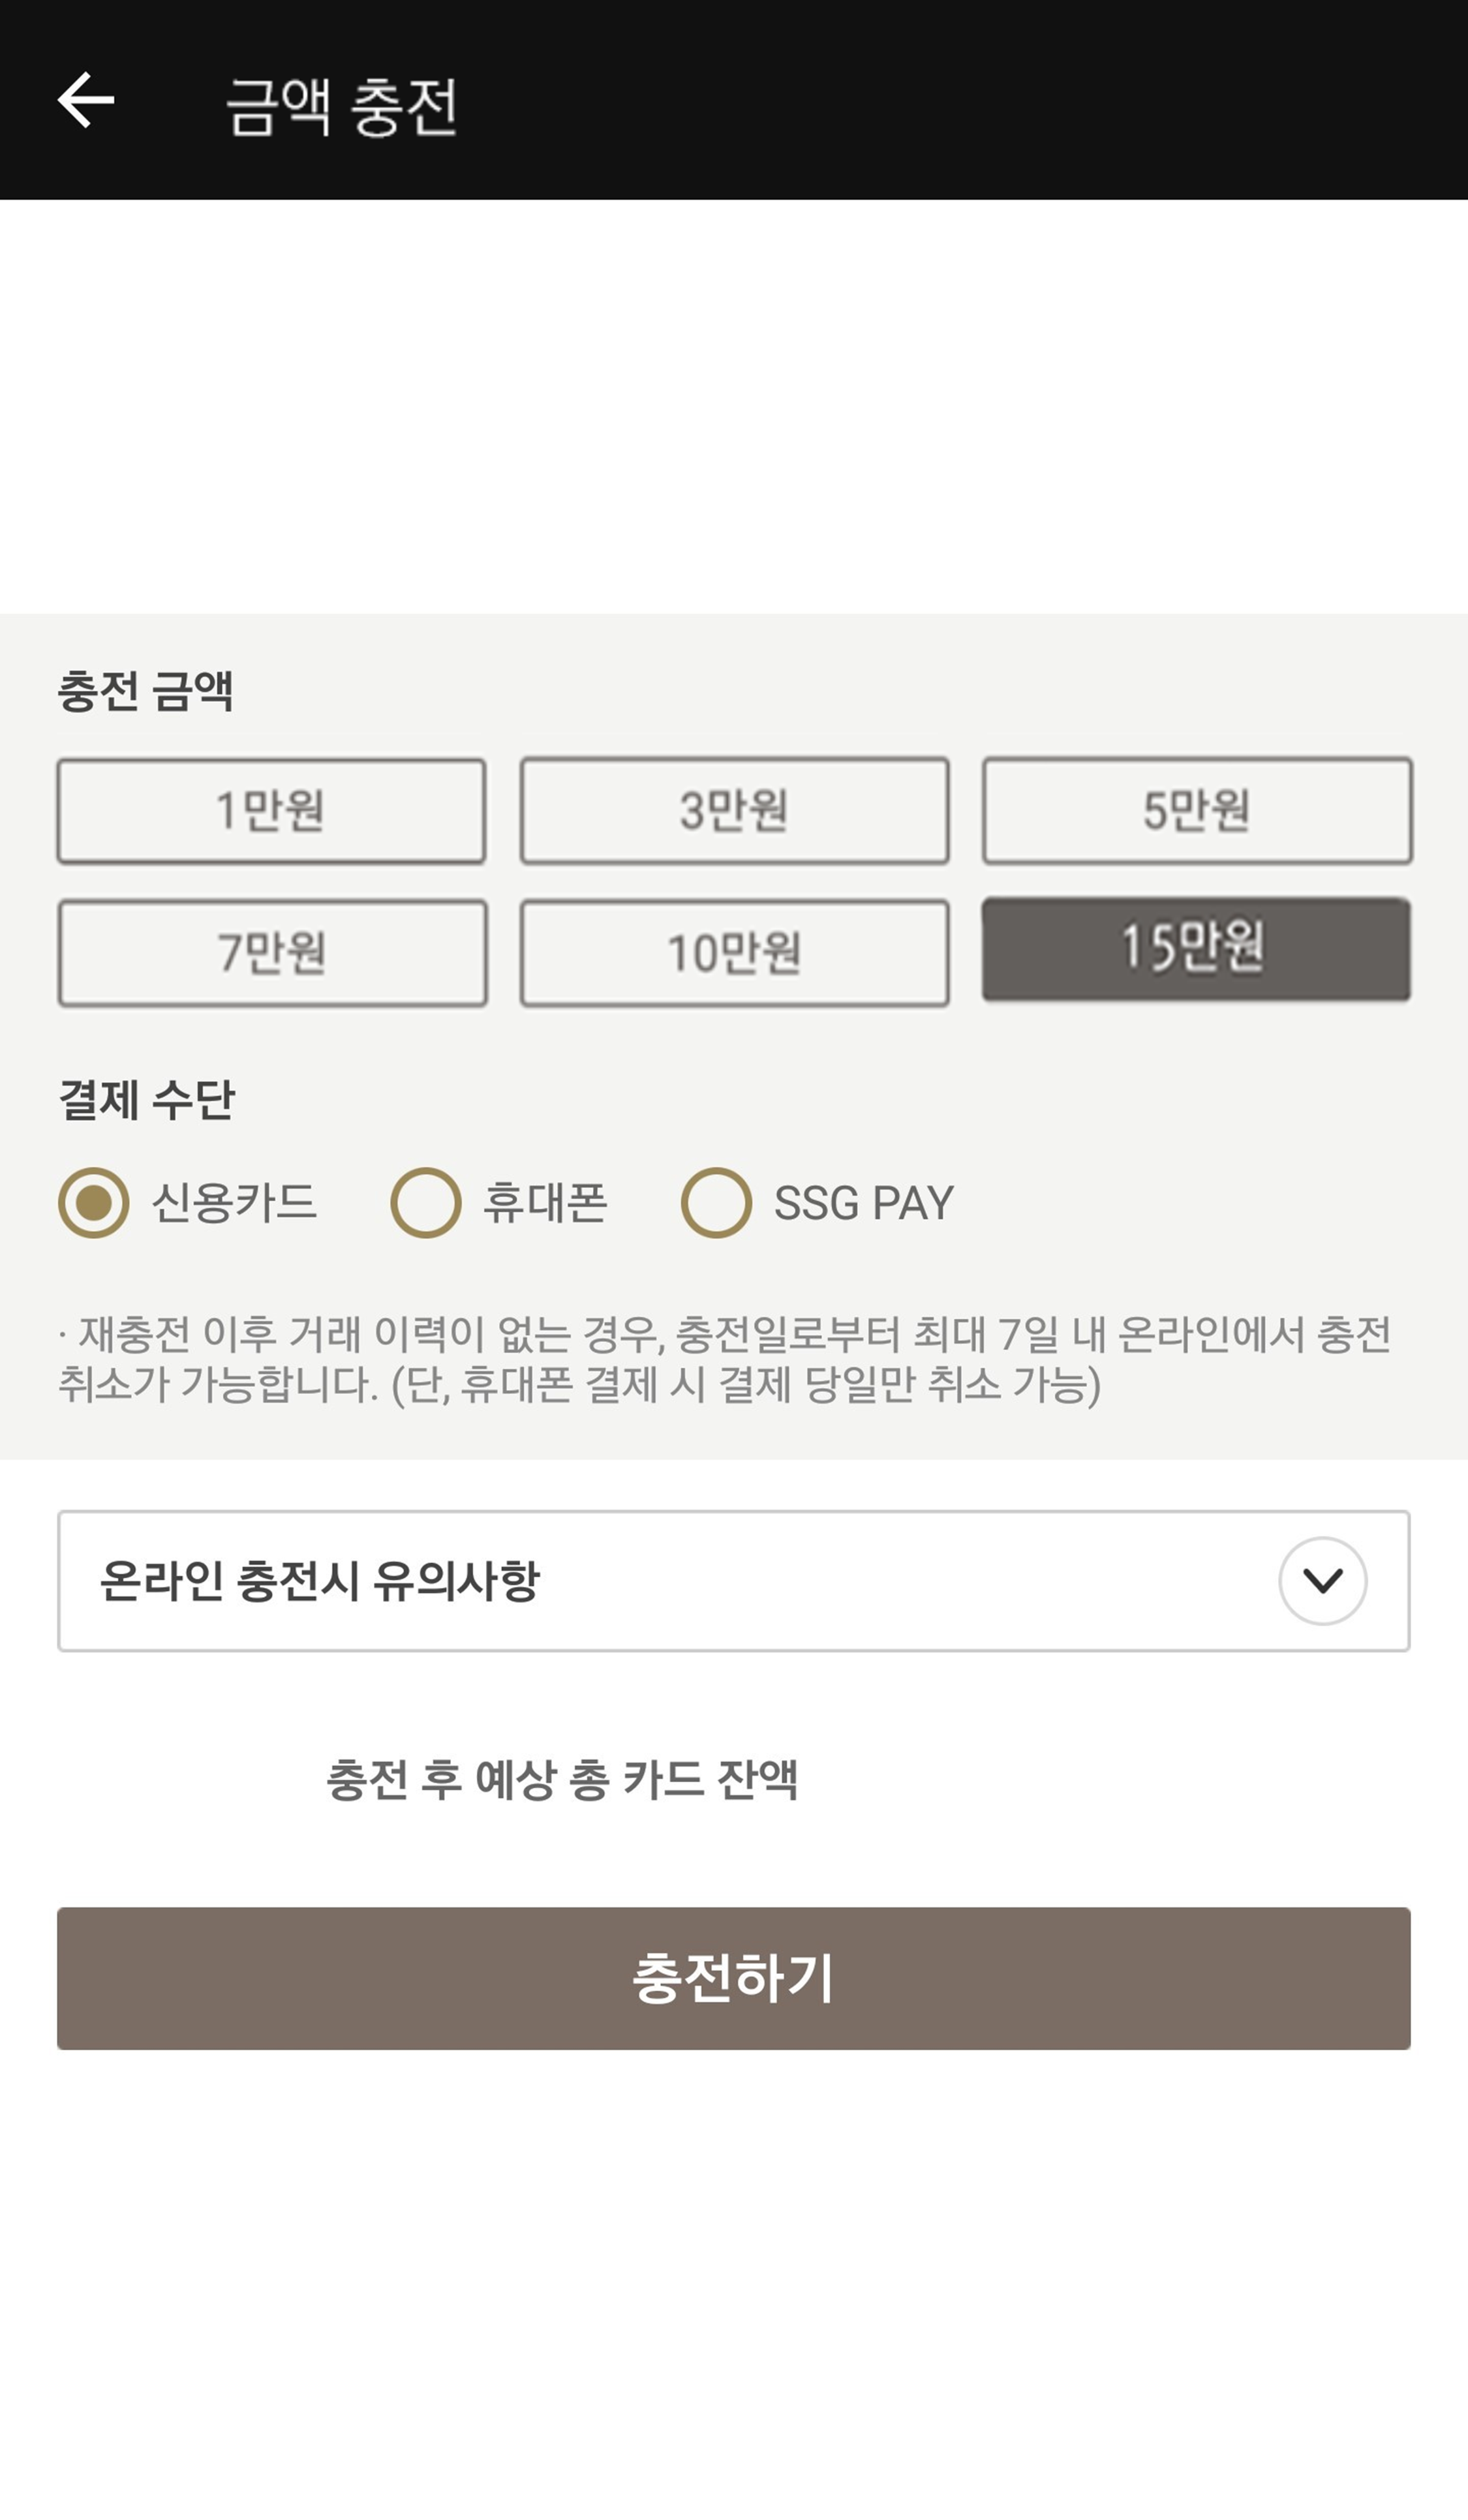 금액 충전
충전 금액
1만원 3만원 5만원
7만원 10만원 15만원
결제 수단
신용카드 휴대폰 SSG PAY
· 재충전 이후 거래 이력이 없는 경우, 충전일로부터 최대 7일 내 온라인에서 충전
취소가 가능합니다. (단, 휴대폰 결제 시 결제 당일만 취소 가능)
온라인 충전시 유의사항
충전 후 예상 총 카드 잔액
충전하기